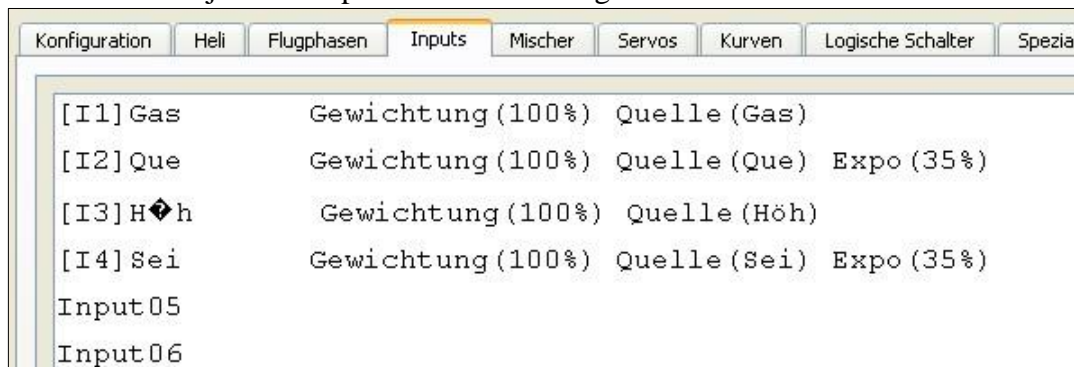 Konfiguration Heli Flugphasen Inputs Mischer Servos Kurven Logische Schalter Spezia
[I1]Gas Gewichtung(100%) Quelle(Gas)
[I2]Que Gewichtung(100%) Quelle(Que) Expo(35%)
[I3]H�h Gewichtung(100%) Quelle(Höh)
[I4]Sei Gewichtung(100%) Quelle(Sei) Expo(35%)
Input05
Input06